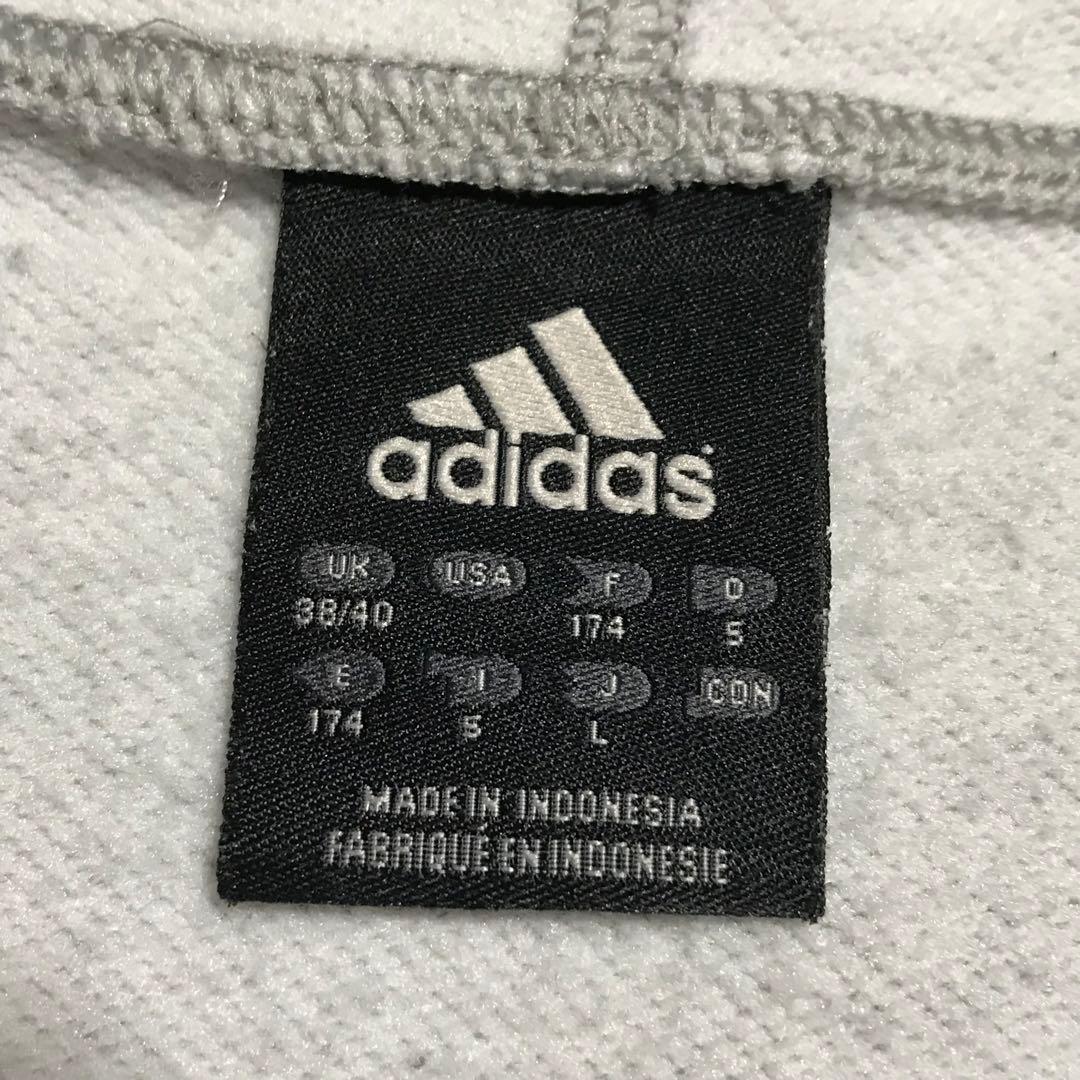 adidas
UK USA F D
38/40 174 5
E I J CON
174 5 L
MADE IN INDONESIA
FABRIQUÉ EN INDONESIE